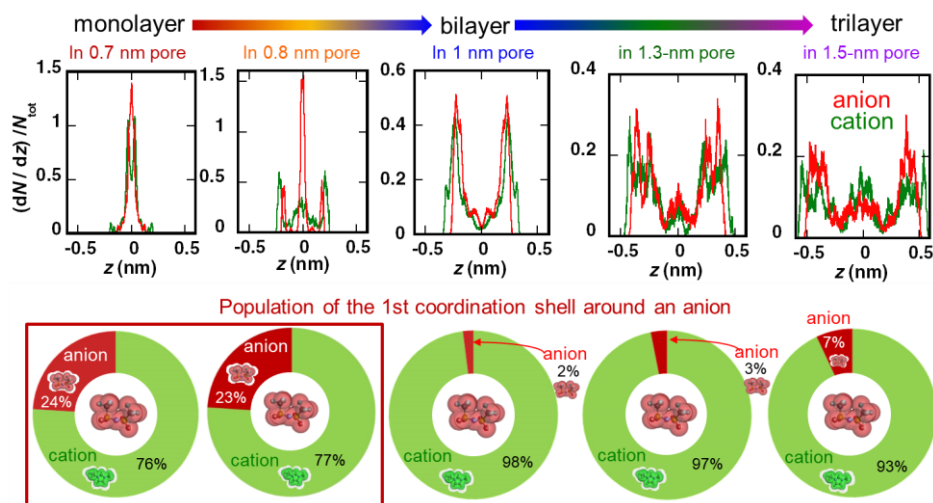 monolayer bilayer trilayer
In 0.7 nm pore In 0.8 nm pore In 1 nm pore in 1.3-nm pore in 1.5-nm pore
(dN / dz) /N_tot
1.5 1.5 0.6 0.4 0.4
anion
cation
1 1 0.4
0.2 0.2
0.5 0.5 0.2
0 0 0 0 0
-0.5 0 0.5 -0.5 0 0.5 -0.5 0 0.5 -0.5 0 0.5 -0.5 0 0.5
z (nm) z (nm) z (nm) z (nm) z (nm)
Population of the 1st coordination shell around an anion
anion
7%
anion anion anion anion
2% 3%
24% 23%
cation cation cation cation cation
76% 77% 98% 97% 93%